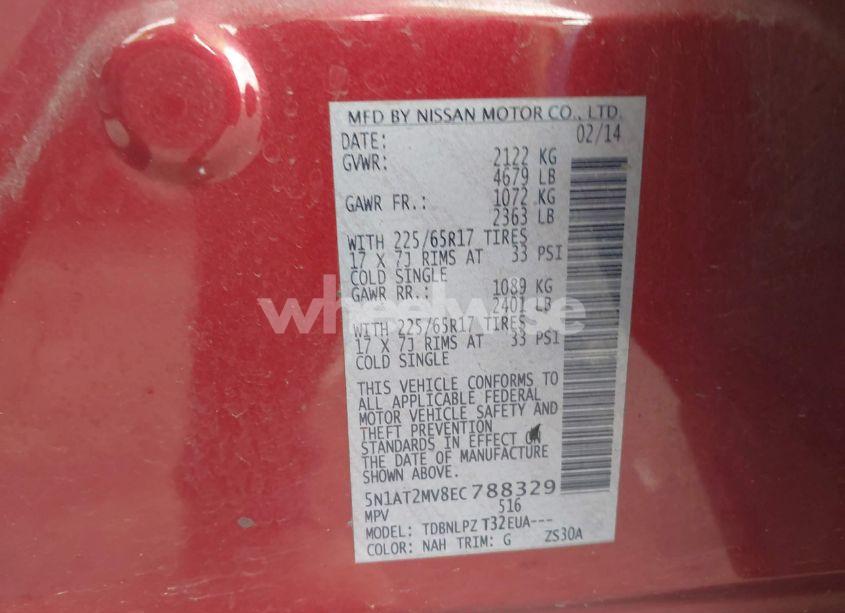 MFD BY NISSAN MOTOR CO., LTD.
DATE: 02/14
GVWR: 2122 KG
4679 LB
GAWR FR.: 1072 KG
2363 LB
WITH 225/65R17 TIRES
17 X 7J RIMS AT 33 PSI
COLD SINGLE
GAWR RR.: 1089 KG
2401 LB
WITH 225/65R17 TIRES
17 X 7J RIMS AT 33 PSI
COLD SINGLE
THIS VEHICLE CONFORMS TO
ALL APPLICABLE FEDERAL
MOTOR VEHICLE SAFETY AND
THEFT PREVENTION
STANDARDS IN EFFECT ON
THE DATE OF MANUFACTURE
SHOWN ABOVE.
5N1AT2MV8EC788329
MPV 516
MODEL: TDBNLPZ T32EUA---
COLOR: NAH TRIM: G ZS30A
wheelwise